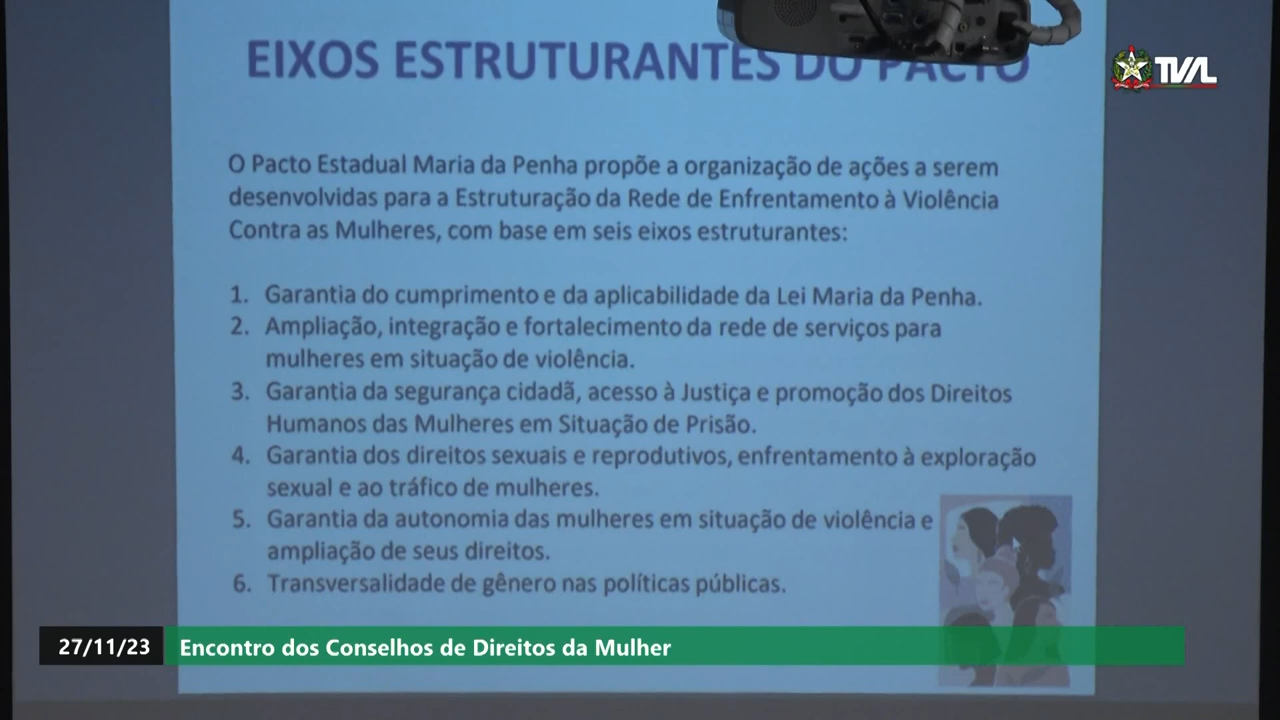 EIXOS ESTRUTURANTES DO PACTO
TVAL
O Pacto Estadual Maria da Penha propõe a organização de ações a serem
desenvolvidas para a Estruturação da Rede de Enfrentamento à Violência
Contra as Mulheres, com base em seis eixos estruturantes:
1. Garantia do cumprimento e da aplicabilidade da Lei Maria da Penha.
2. Ampliação, integração e fortalecimento da rede de serviços para
mulheres em situação de violência.
3. Garantia da segurança cidadã, acesso à Justiça e promoção dos Direitos
Humanos das Mulheres em Situação de Prisão.
4. Garantia dos direitos sexuais e reprodutivos, enfrentamento à exploração
sexual e ao tráfico de mulheres.
5. Garantia da autonomia das mulheres em situação de violência e
ampliação de seus direitos.
6. Transversalidade de gênero nas políticas públicas.
27/11/23 Encontro dos Conselhos de Direitos da Mulher